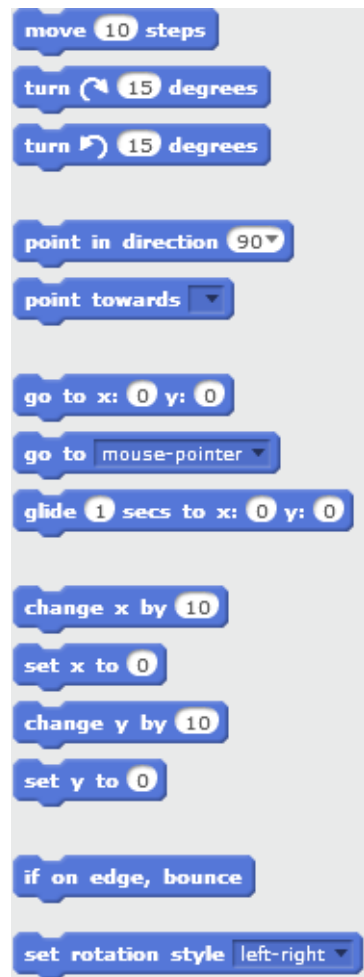 move 10 steps
turn 15 degrees
turn 15 degrees
point in direction 90
point towards
go to x: 0 y: 0
go to mouse-pointer
glide 1 secs to x: 0 y: 0
change x by 10
set x to 0
change y by 10
set y to 0
if on edge, bounce
set rotation style left-right